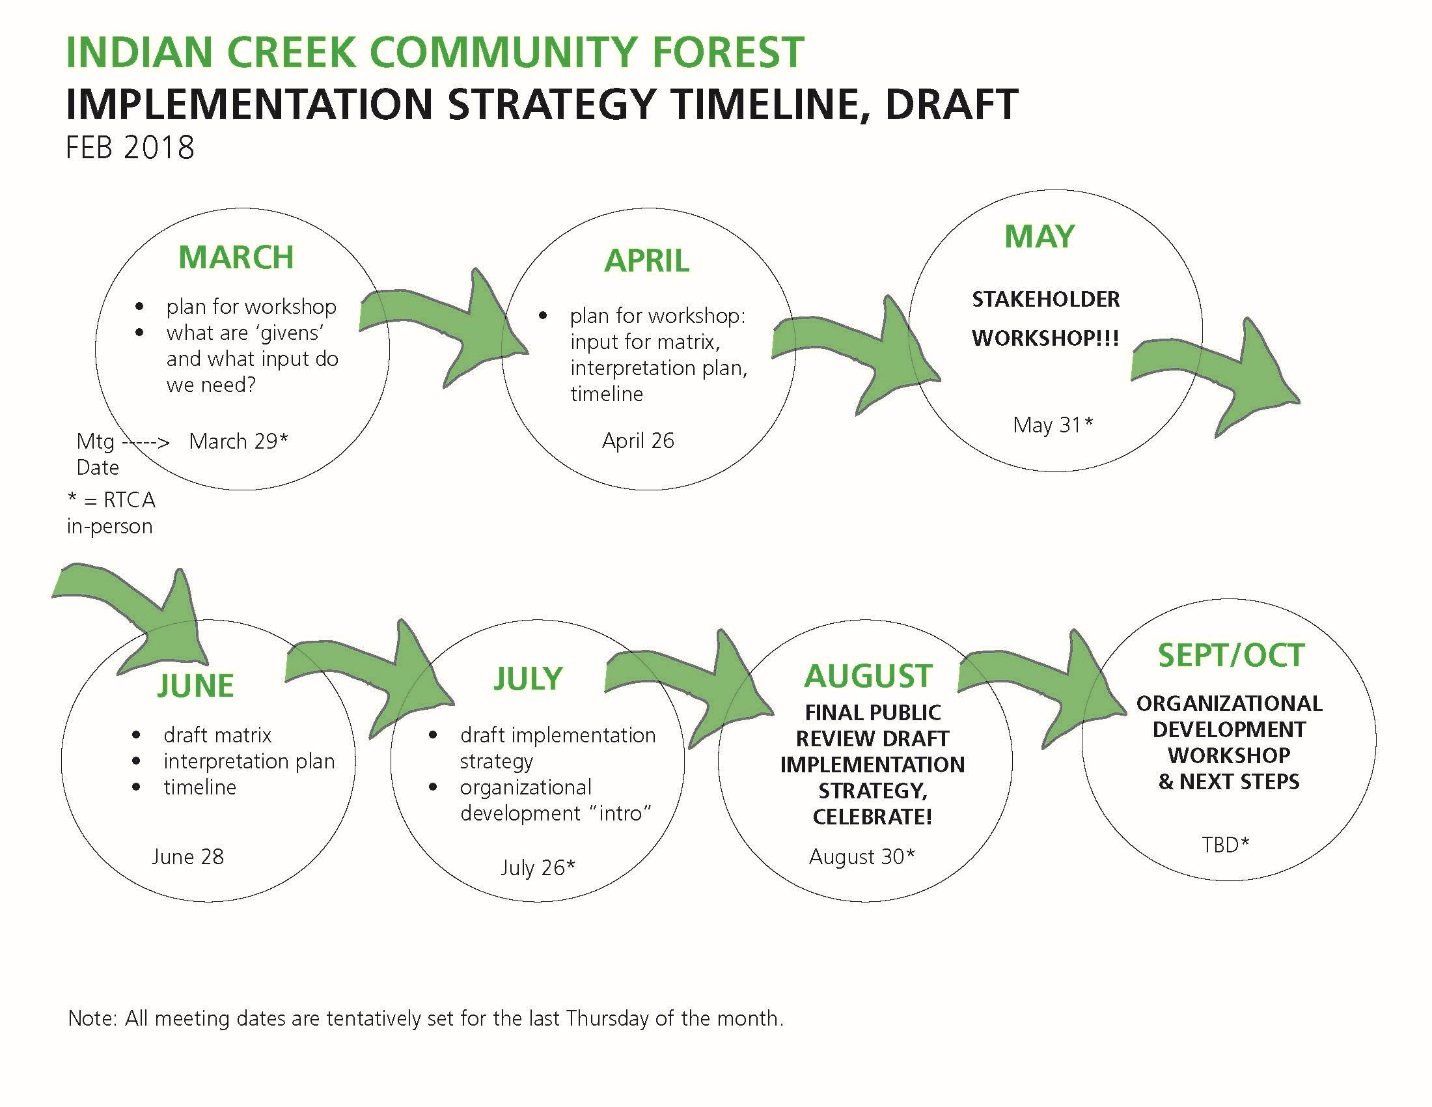 INDIAN CREEK COMMUNITY FOREST
IMPLEMENTATION STRATEGY TIMELINE, DRAFT
FEB 2018
MARCH
• plan for workshop
• what are ‘givens’
and what input do
we need?
Mtg -----> March 29*
Date
* = RTCA
in-person
APRIL
• plan for workshop:
input for matrix,
interpretation plan,
timeline
April 26
MAY
STAKEHOLDER
WORKSHOP!!!
May 31*
JUNE
• draft matrix
• interpretation plan
• timeline
June 28
JULY
• draft implementation
strategy
• organizational
development “intro”
July 26*
AUGUST
FINAL PUBLIC
REVIEW DRAFT
IMPLEMENTATION
STRATEGY,
CELEBRATE!
August 30*
SEPT/OCT
ORGANIZATIONAL
DEVELOPMENT
WORKSHOP
& NEXT STEPS
TBD*
Note: All meeting dates are tentatively set for the last Thursday of the month.